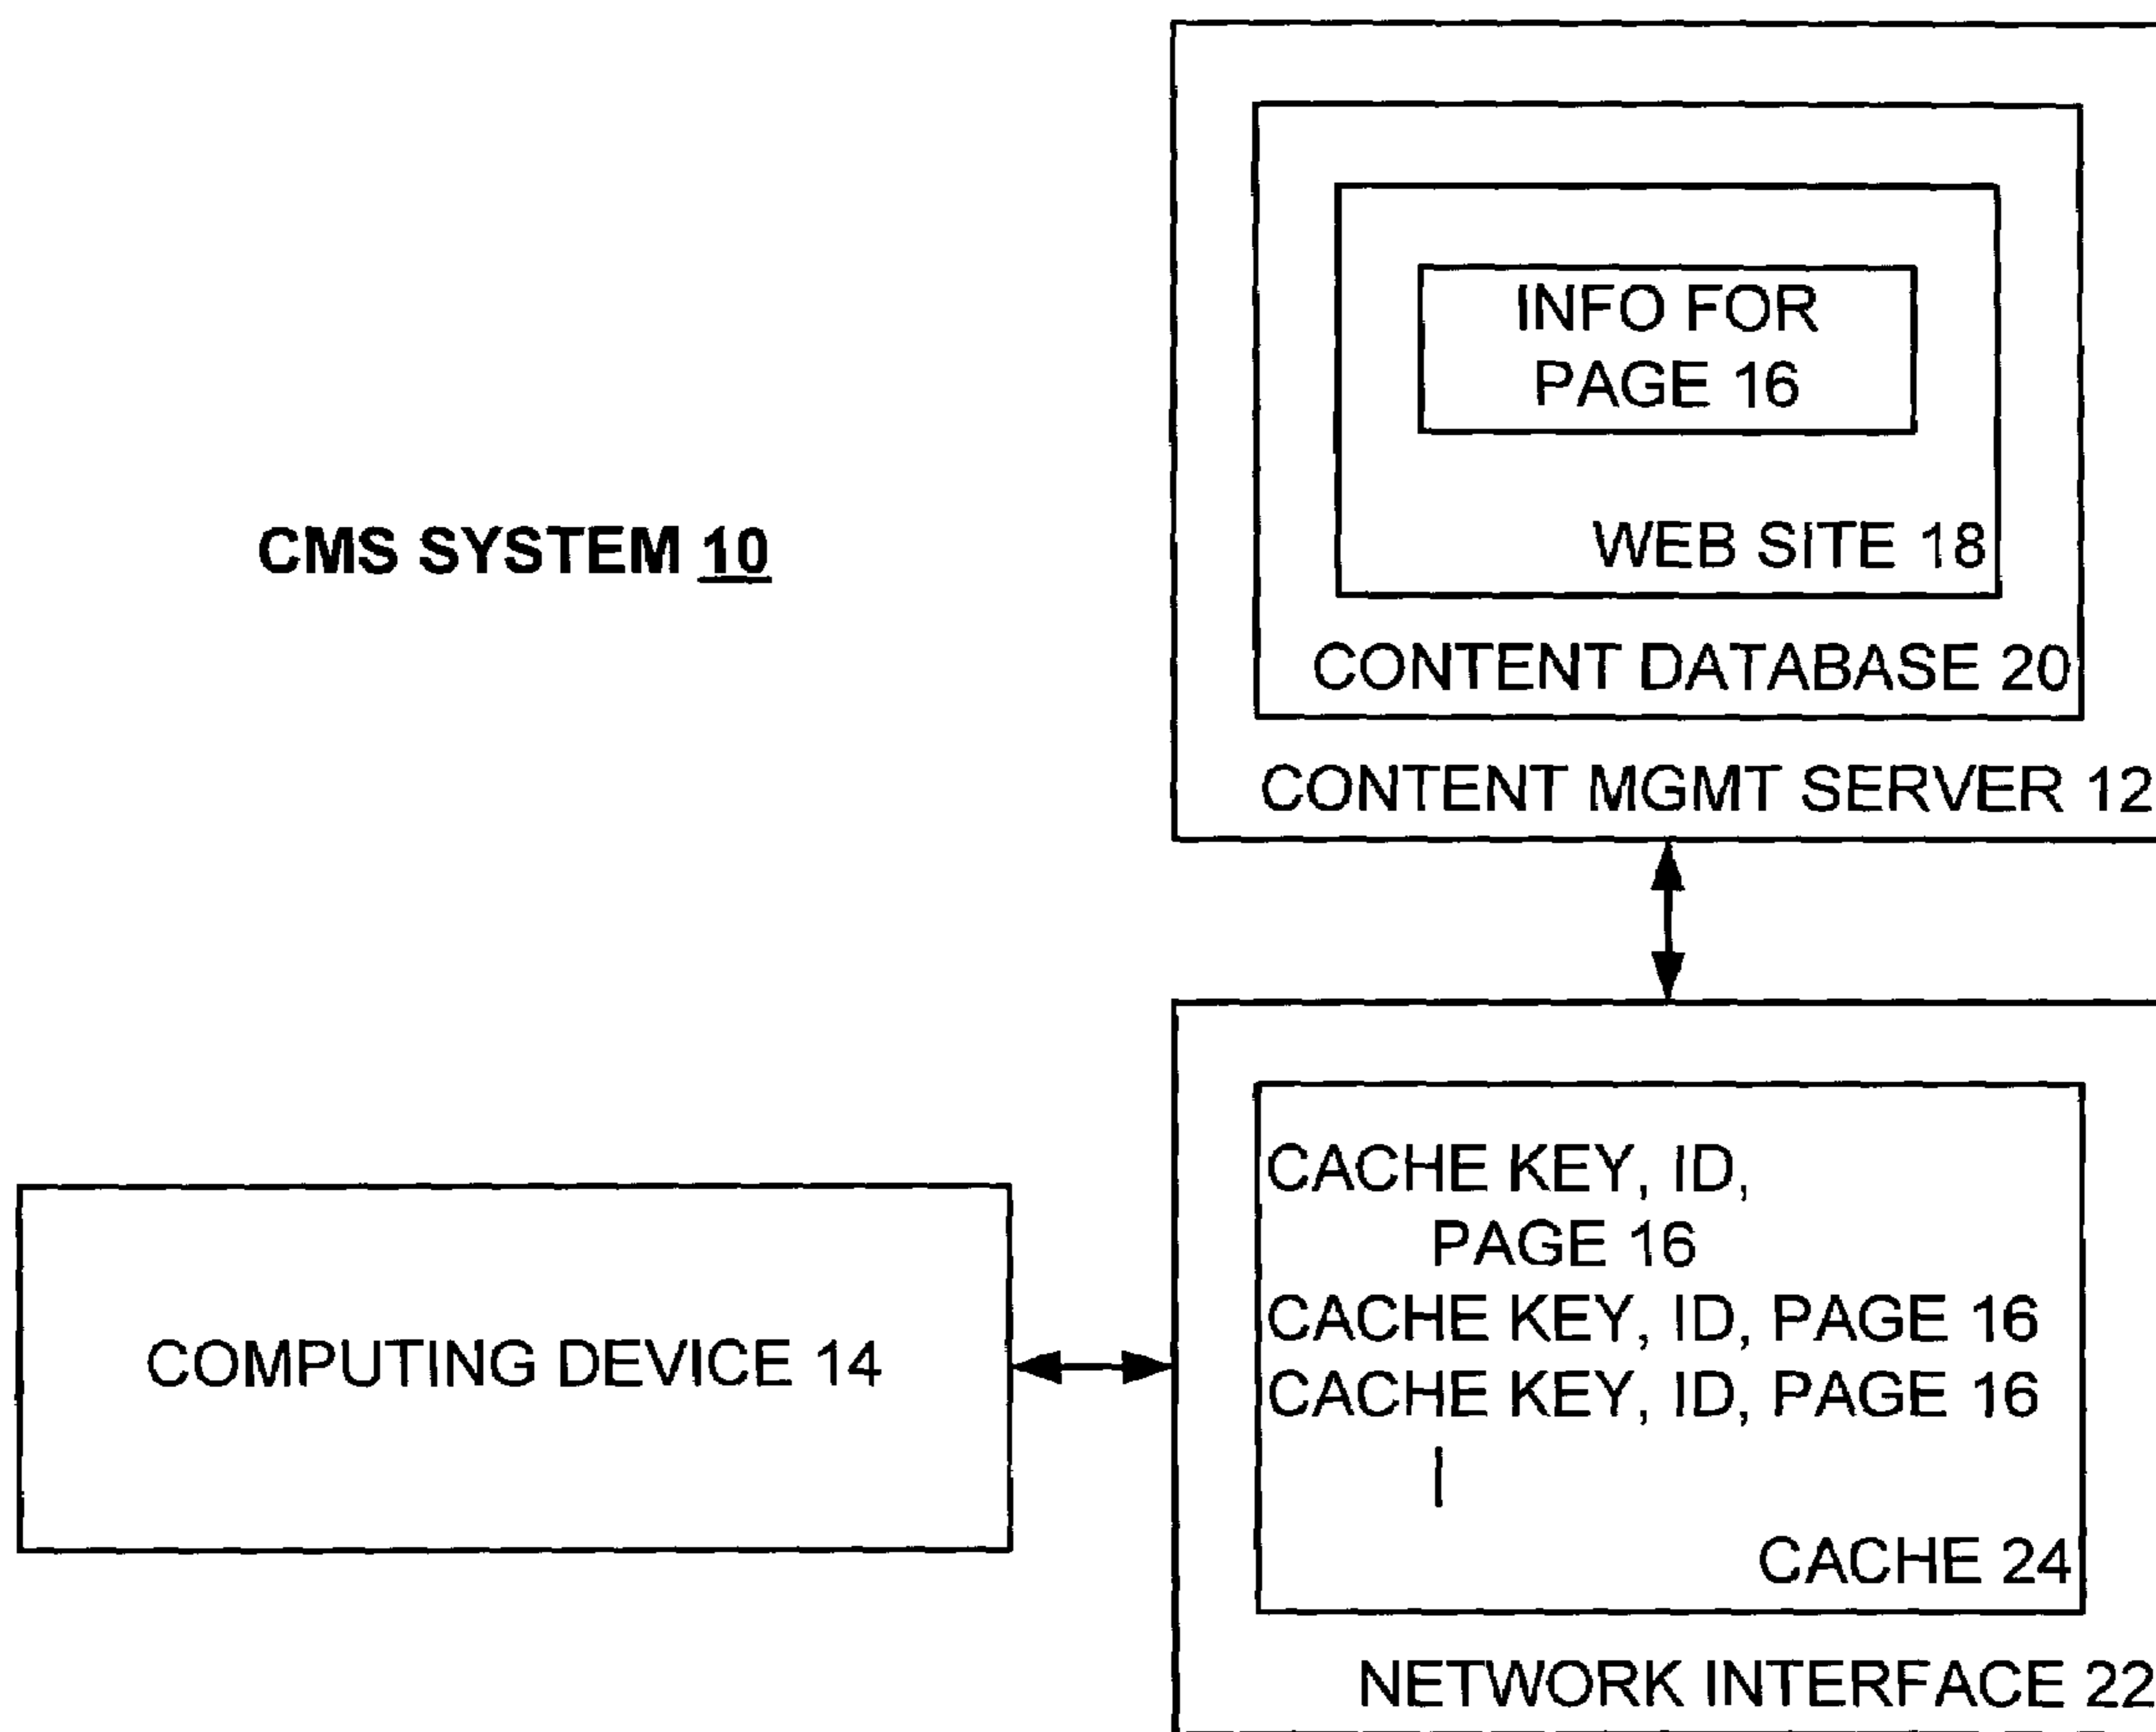 INFO FOR
PAGE 16
WEB SITE 18
CMS SYSTEM 10
CONTENT DATABASE 20
CONTENT MGMT SERVER 12
CACHE KEY, ID,
PAGE 16
CACHE KEY, ID, PAGE 16
CACHE KEY, ID, PAGE 16
COMPUTING DEVICE 14
CACHE 24
NETWORK INTERFACE 22